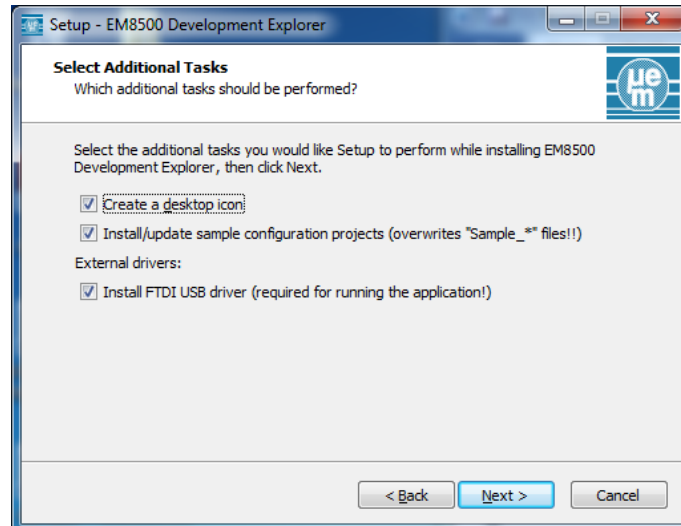 Setup - EM8500 Development Explorer
Select Additional Tasks
Which additional tasks should be performed?
μem
Select the additional tasks you would like Setup to perform while installing EM8500
Development Explorer, then click Next.
Create a desktop icon
Install/update sample configuration projects (overwrites "Sample_*" files!!)
External drivers:
Install FTDI USB driver (required for running the application!)
< Back
Next >
Cancel